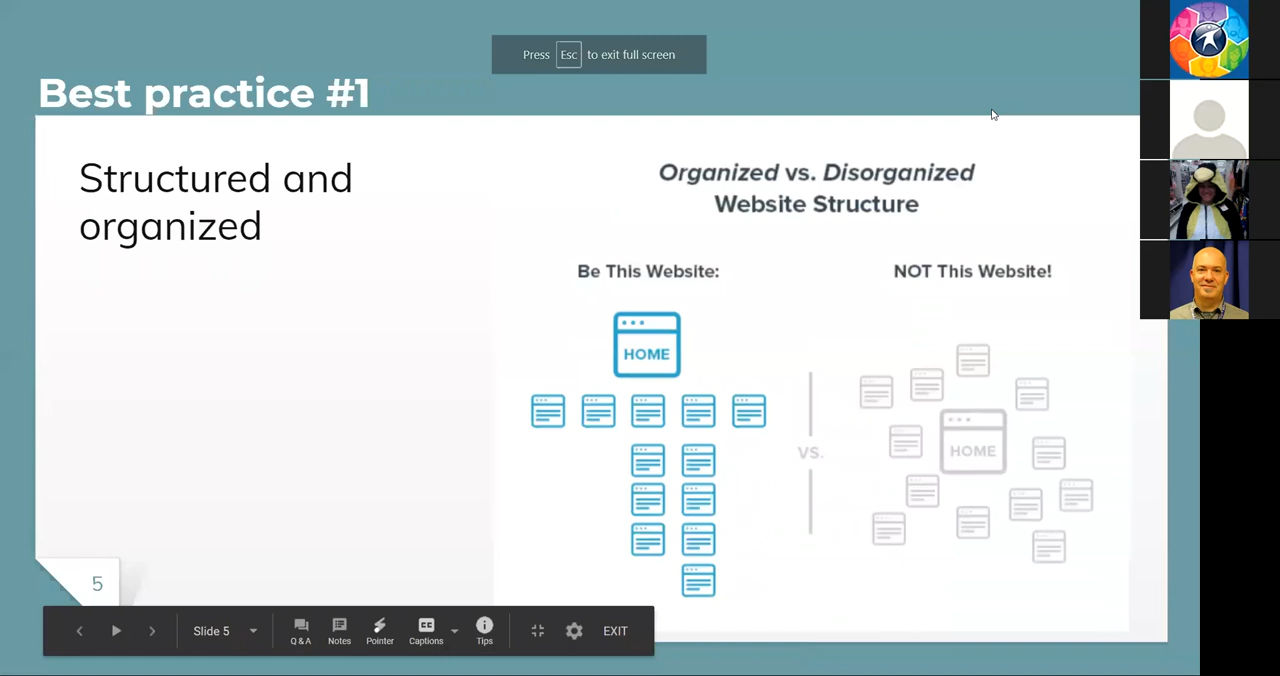 Press Esc to exit full screen
Best practice #1
Structured and
organized
Organized vs. Disorganized
Website Structure
Be This Website:
NOT This Website!
HOME
VS.
HOME
5
Slide 5
Q & A
Notes
Pointer
CC
Captions
Tips
EXIT